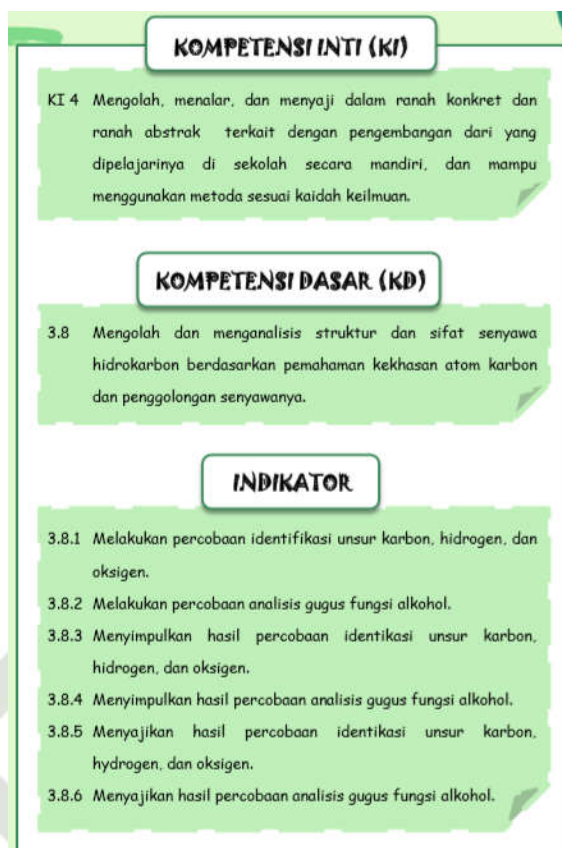 KOMPETENSI INTI (KI)
KI 4 Mengolah, menalar, dan menyaji dalam ranah konkret dan
ranah abstrak terkait dengan pengembangan dari yang
dipelajarinya di sekolah secara mandiri, dan mampu
menggunakan metoda sesuai kaidah keilmuan.
KOMPETENSI DASAR (KD)
3.8 Mengolah dan menganalisis struktur dan sifat senyawa
hidrokarbon berdasarkan pemahaman kekhasan atom karbon
dan penggolongan senyawanya.
INDIKATOR
3.8.1 Melakukan percobaan identifikasi unsur karbon, hidrogen, dan
oksigen.
3.8.2 Melakukan percobaan analisis gugus fungsi alkohol.
3.8.3 Menyimpulkan hasil percobaan identikasi unsur karbon,
hidrogen, dan oksigen.
3.8.4 Menyimpulkan hasil percobaan analisis gugus fungsi alkohol.
3.8.5 Menyajikan hasil percobaan identikasi unsur karbon,
hydrogen, dan oksigen.
3.8.6 Menyajikan hasil percobaan analisis gugus fungsi alkohol.